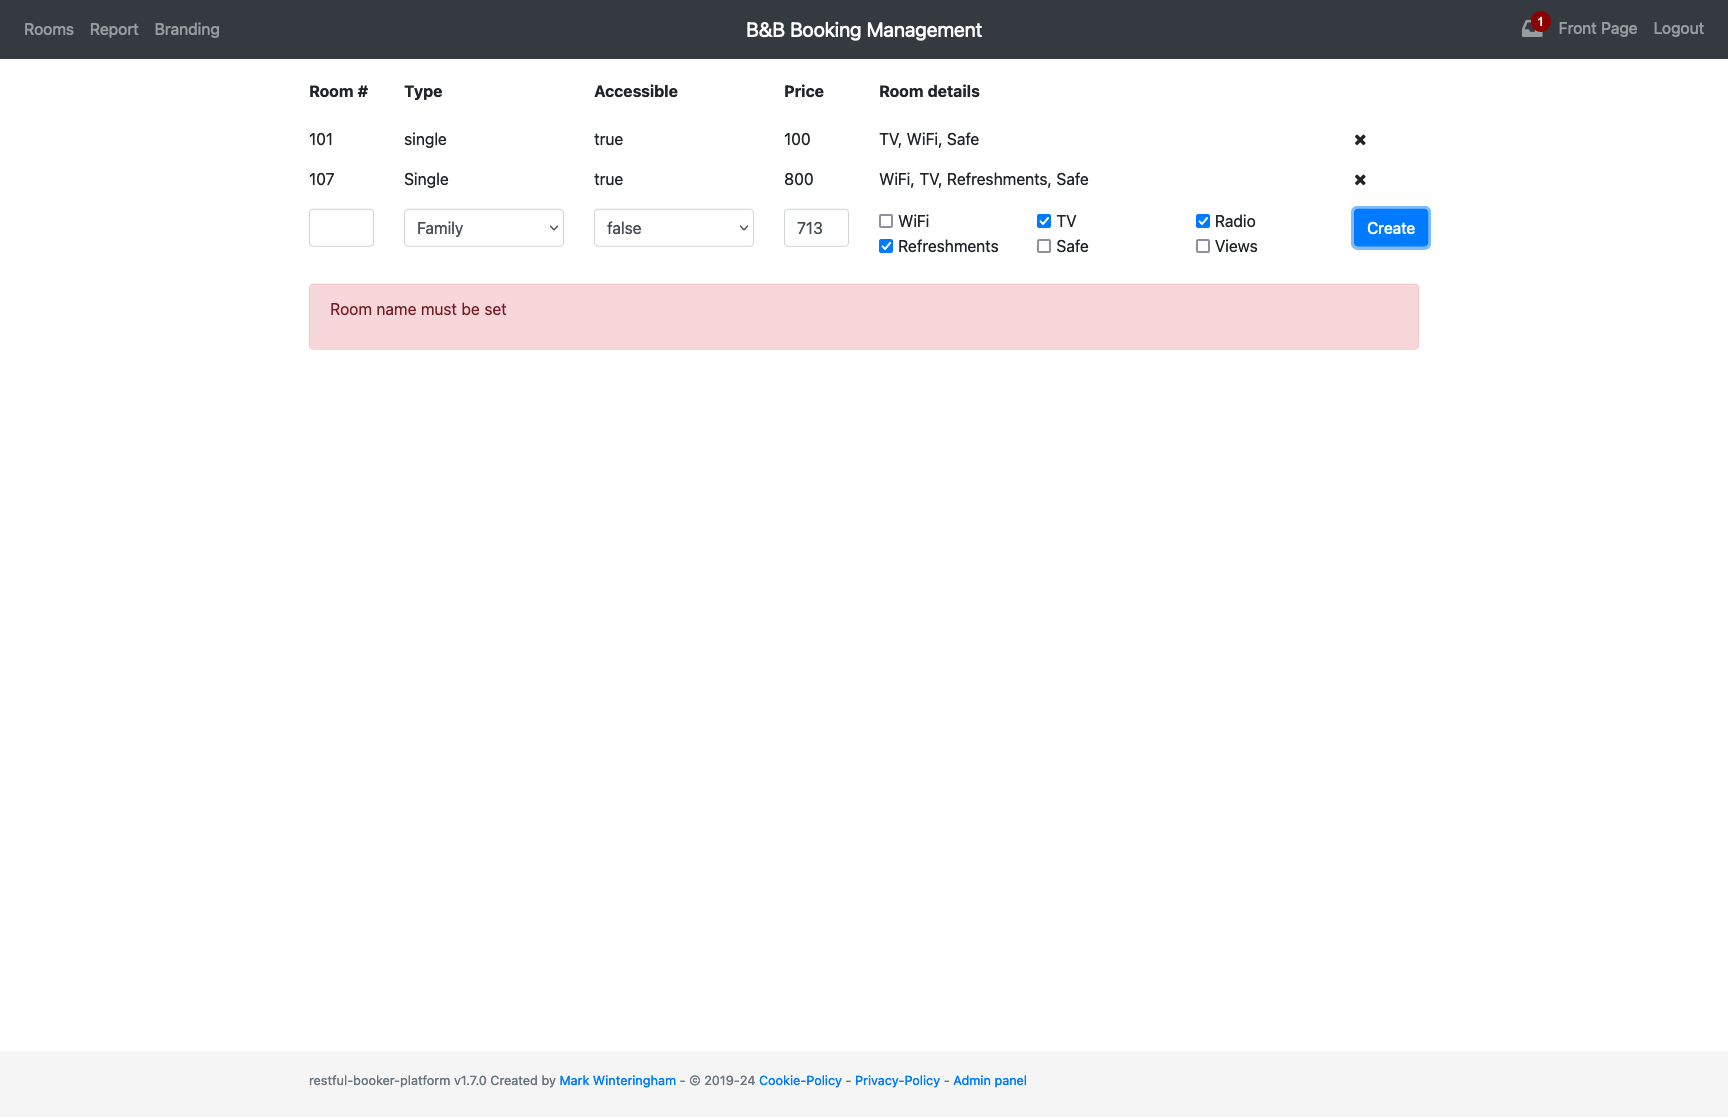 Rooms Report Branding B&B Booking Management 1 Front Page Logout
Room # Type Accessible Price Room details
101 single true 100 TV, WiFi, Safe
107 Single true 800 WiFi, TV, Refreshments, Safe
Family false 713 WiFi TV Radio Create
Refreshments Safe Views
Room name must be set
restful-booker-platform v1.7.0 Created by Mark Winteringham - © 2019-24 Cookie-Policy - Privacy-Policy - Admin panel